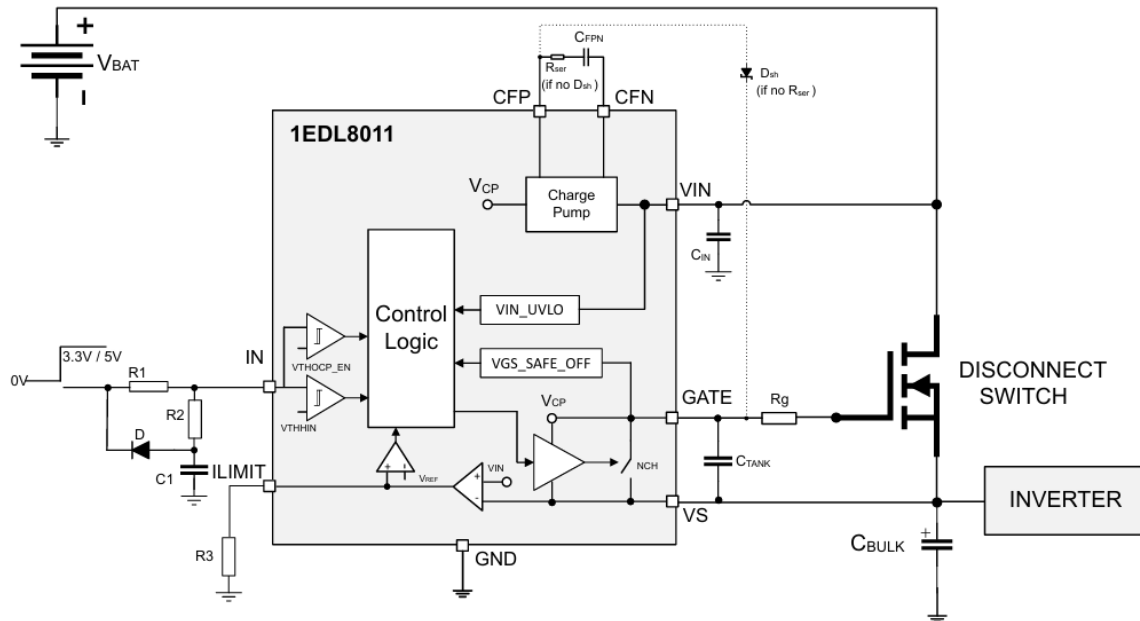 +
VBAT
−
CFPN
Rser
(if no Dsh)
Dsh
(if no Rser)
CFP
CFN
1EDL8011
VCP
Charge
Pump
VIN
CIN
Control
Logic
VIN_UVLO
VGS_SAFE_OFF
3.3V / 5V
0V
IN
VTHOCP_EN
VTHHIN
R1
R2
D
C1
ILIMIT
R3
VCP
VREF
+
VIN
+
-
NCH
GATE
Rg
CTANK
VS
GND
DISCONNECT
SWITCH
INVERTER
+
CBULK